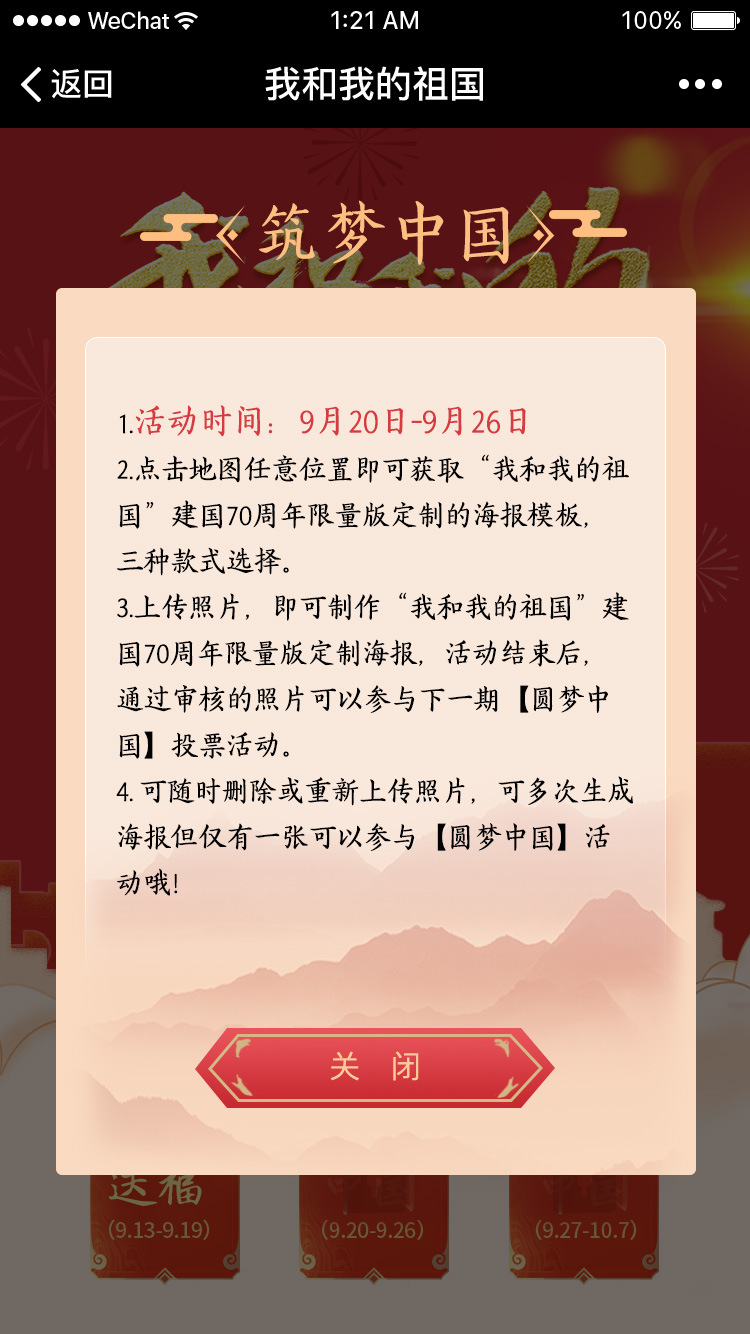 WeChat 1:21 AM 100%
返回 我和我的祖国
筑梦中国
1.活动时间：9月20日-9月26日
2.点击地图任意位置即可获取“我和我的祖
国”建国70周年限量版定制的海报模板,
三种款式选择。
3.上传照片，即可制作“我和我的祖国”建
国70周年限量版定制海报，活动结束后,
通过审核的照片可以参与下一期【圆梦中
国】投票活动。
4. 可随时删除或重新上传照片，可多次生成
海报但仅有一张可以参与【圆梦中国】活
动哦!
关 闭
送福 中国 中国
(9.13-9.19) (9.20-9.26) (9.27-10.7)